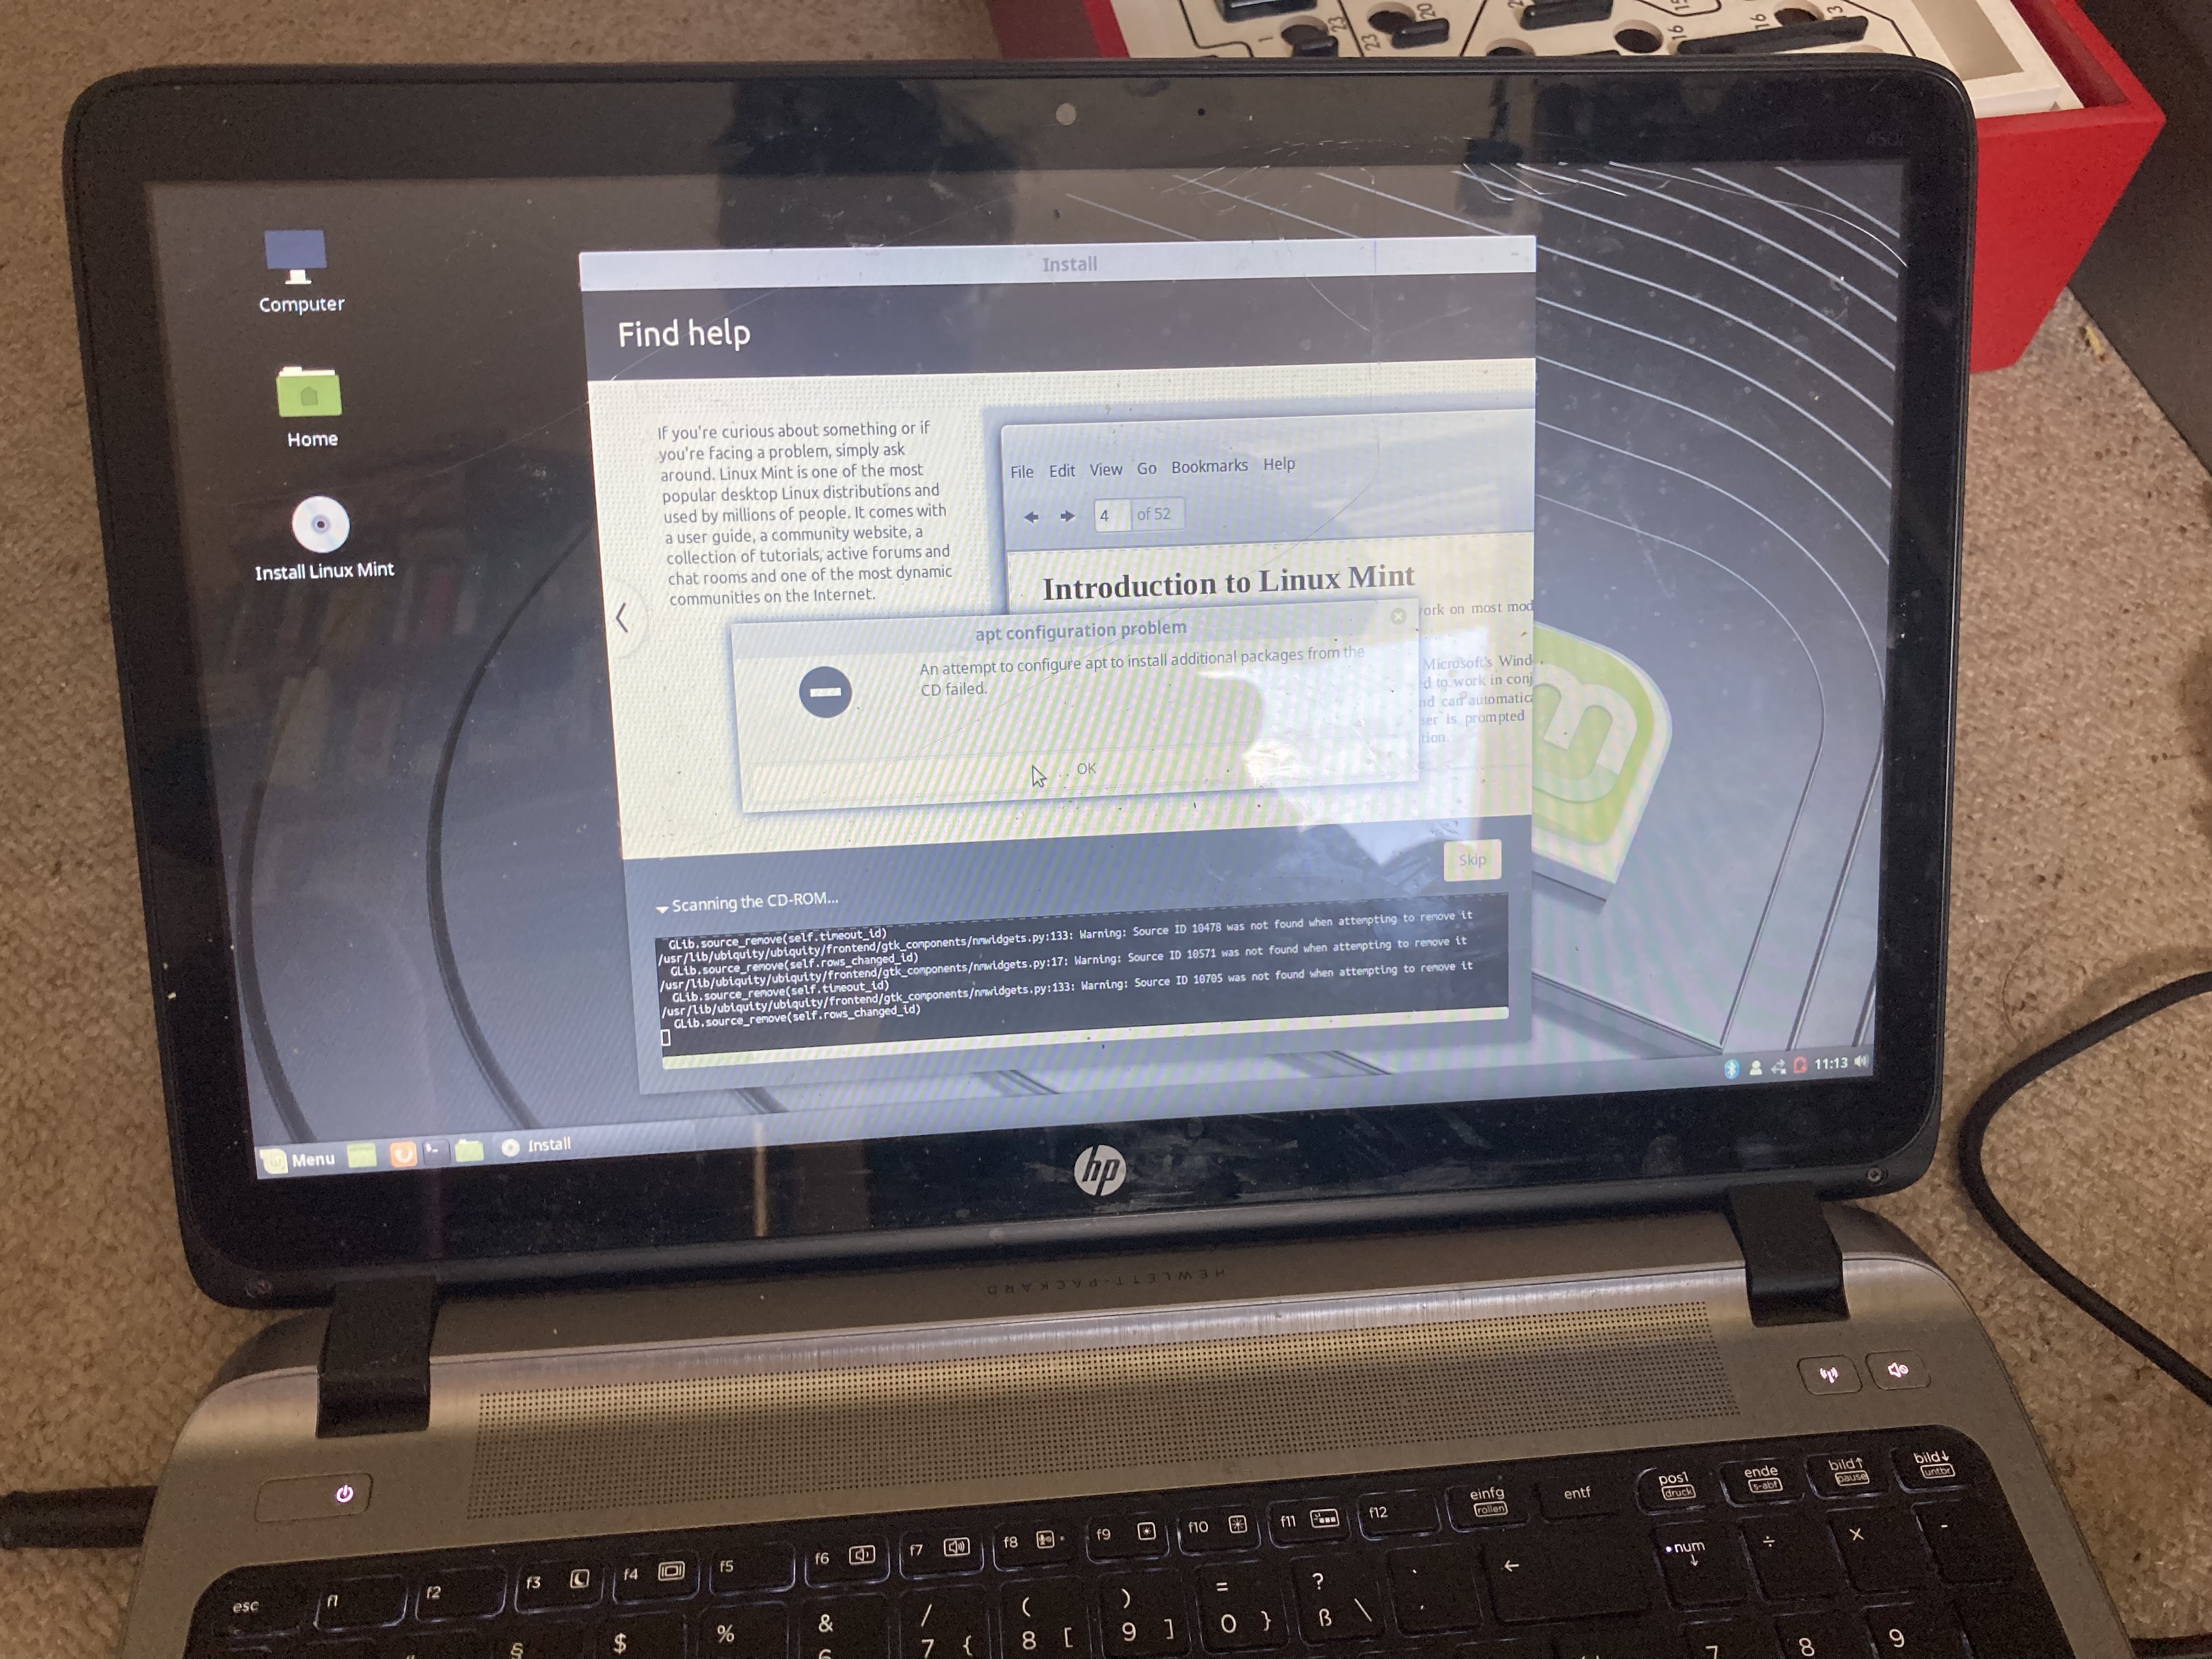 Computer
Home
Install Linux Mint
Install
Find help
If you're curious about something or if
you're facing a problem, simply ask
around. Linux Mint is one of the most
popular desktop Linux distributions and
used by millions of people. It comes with
a user guide, a community website, a
collection of tutorials, active forums and
chat rooms and one of the most dynamic
communities on the Internet.
File Edit View Go Bookmarks Help
4 of 52
Introduction to Linux Mint
ork on most mod
Microsoft's Wind
d to work in conj
nd can automatic
er' is prompted
tion
apt configuration problem
An attempt to configure apt to install additional packages from the
CD failed.
OK
Skip
Scanning the CD-ROM...
GLib.source_remove(self.timeout_id)
/usr/lib/ubiquity/ubiquity/frontend/gtk_components/nmwidgets.py:133: Warning: Source ID 10478 was not found when attempting to remove it
GLib.source_remove(self.rows_changed_id)
/usr/lib/ubiquity/ubiquity/frontend/gtk_components/nmwidgets.py:17: Warning: Source ID 10571 was not found when attempting to remove it
GLib.source_remove(self.timeout_id)
/usr/lib/ubiquity/ubiquity/frontend/gtk_components/nmwidgets.py:133: Warning: Source ID 10705 was not found when attempting to remove it
GLib.source_remove(self.rows_changed_id)
Menu
Install
11:13
hp
HEWLETT-PACKARD
esc f1 f2 f3 f4 f5 f6 f7 f8 f9 f10 f11 f12 einfg rollen entf pos1 druck ende s-abf bild↑ pause bild↓ untbr
§ $ % & 6 / 7 { ( 8 [ ) 9 ] = 0 } ? ß \ ← num ÷ × -
7 8 9
23
23
20
16
15
16
13